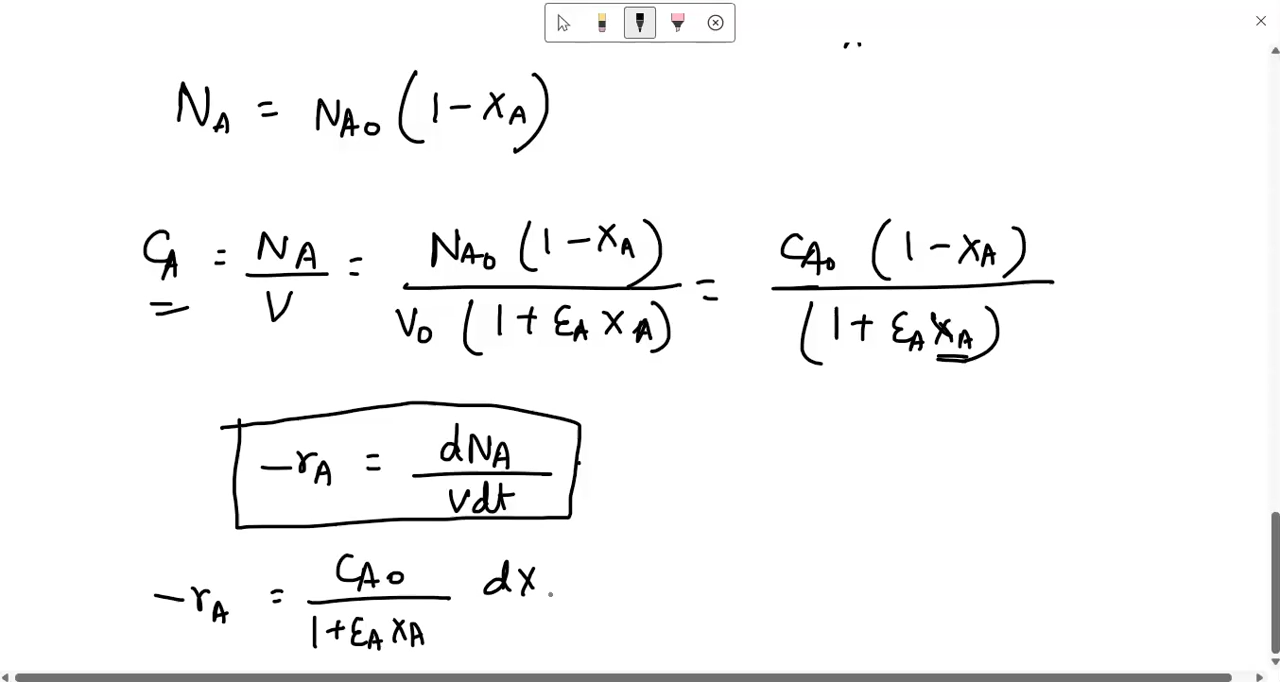 N_A = N_A0 (1 - X_A)
C_A = N_A / V = N_A0 (1 - X_A) / V_0 (1 + ε_A X_A) = C_A0 (1 - X_A) / (1 + ε_A X_A)
-r_A = dN_A / Vdt
-r_A = C_A0 / 1 + ε_A X_A dX